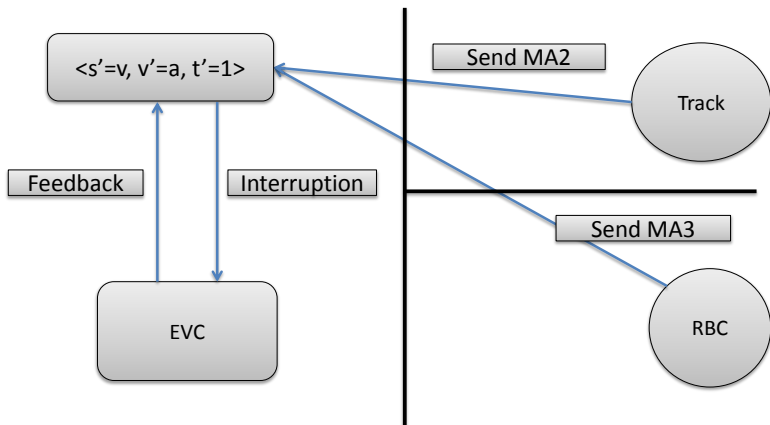 <s’=v, v’=a, t’=1>
Send MA2
Track
Feedback
Interruption
Send MA3
EVC
RBC